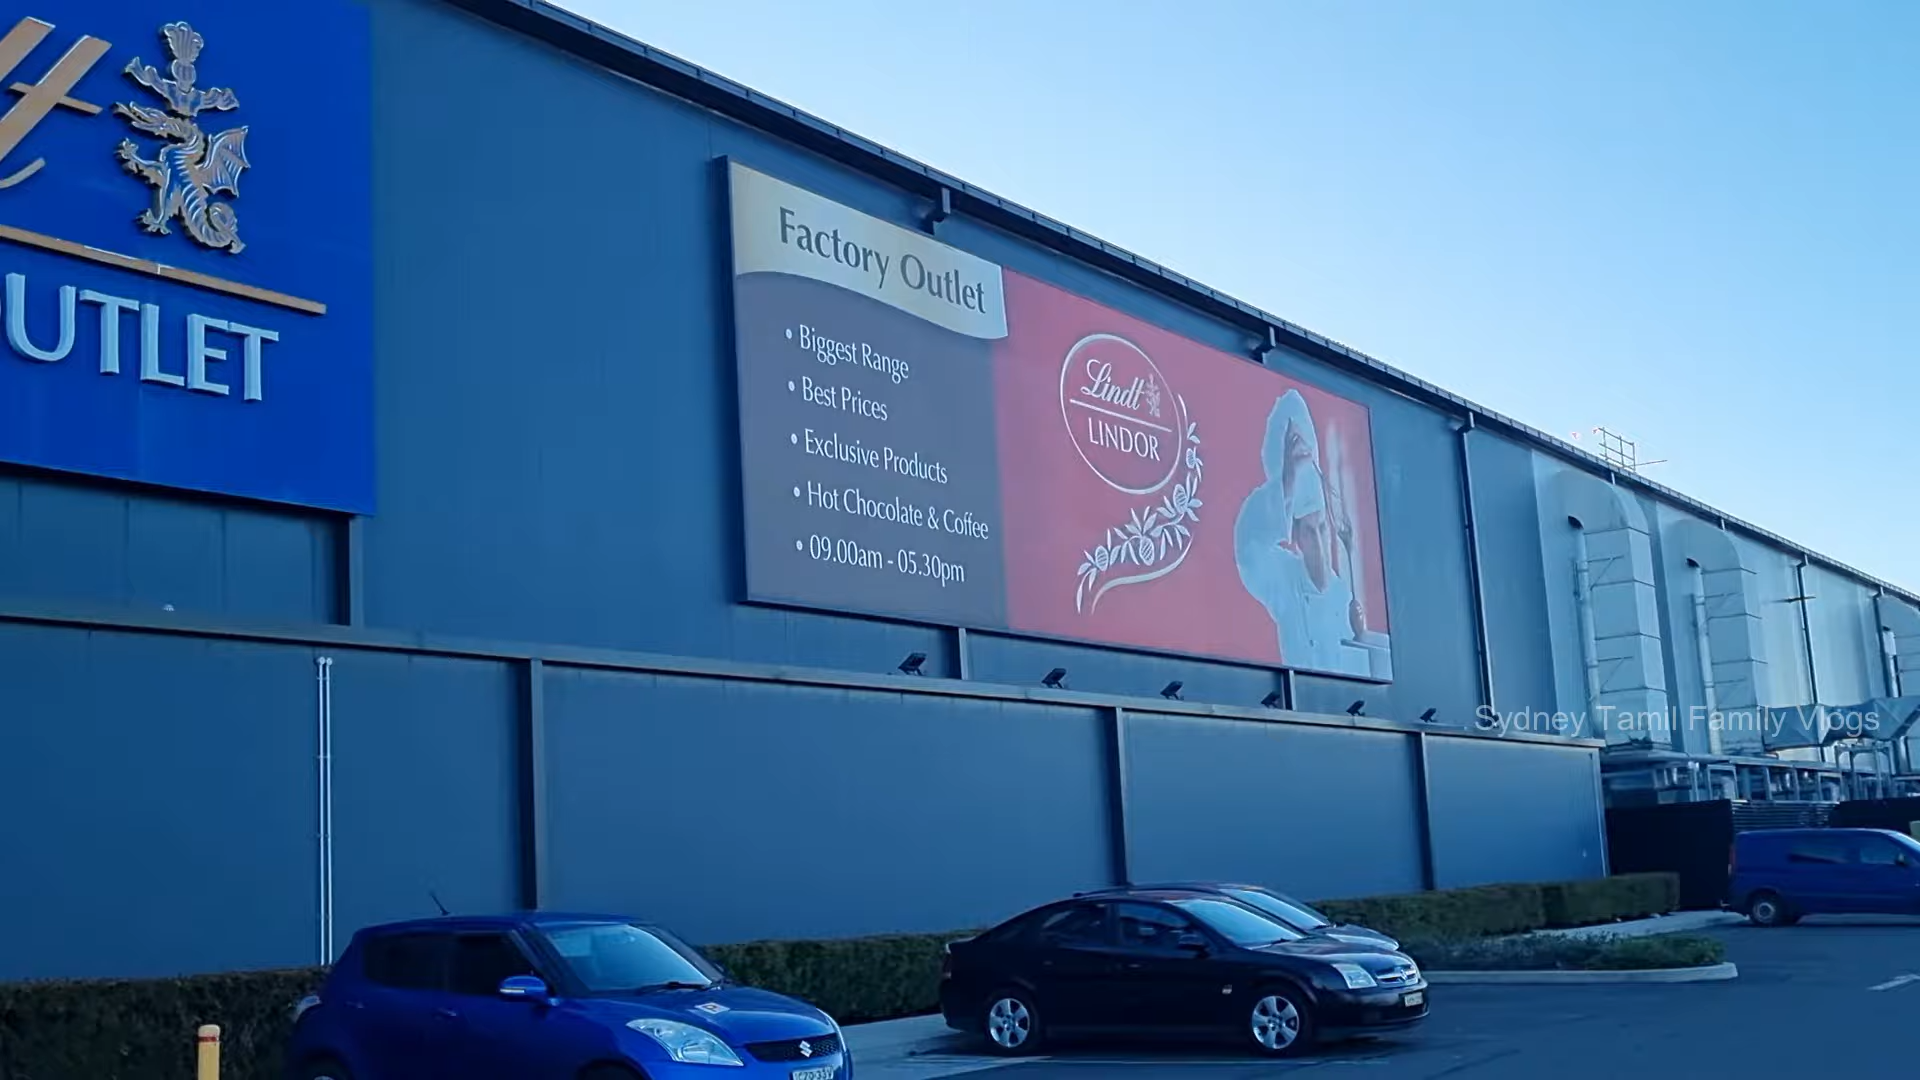 OUTLET
Factory Outlet
• Biggest Range
• Best Prices
• Exclusive Products
• Hot Chocolate & Coffee
• 09.00am - 05.30pm
Lindt
LINDOR
Sydney Tamil Family Vlogs